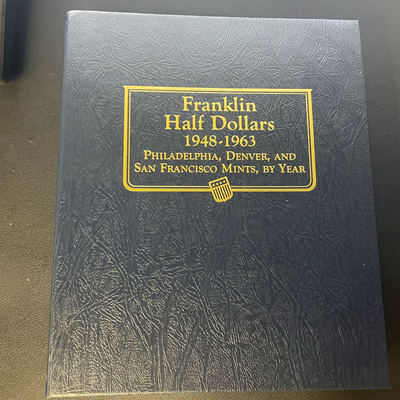 Franklin
Half Dollars
1948-1963
Philadelphia, Denver, and
San Francisco Mints, by Year